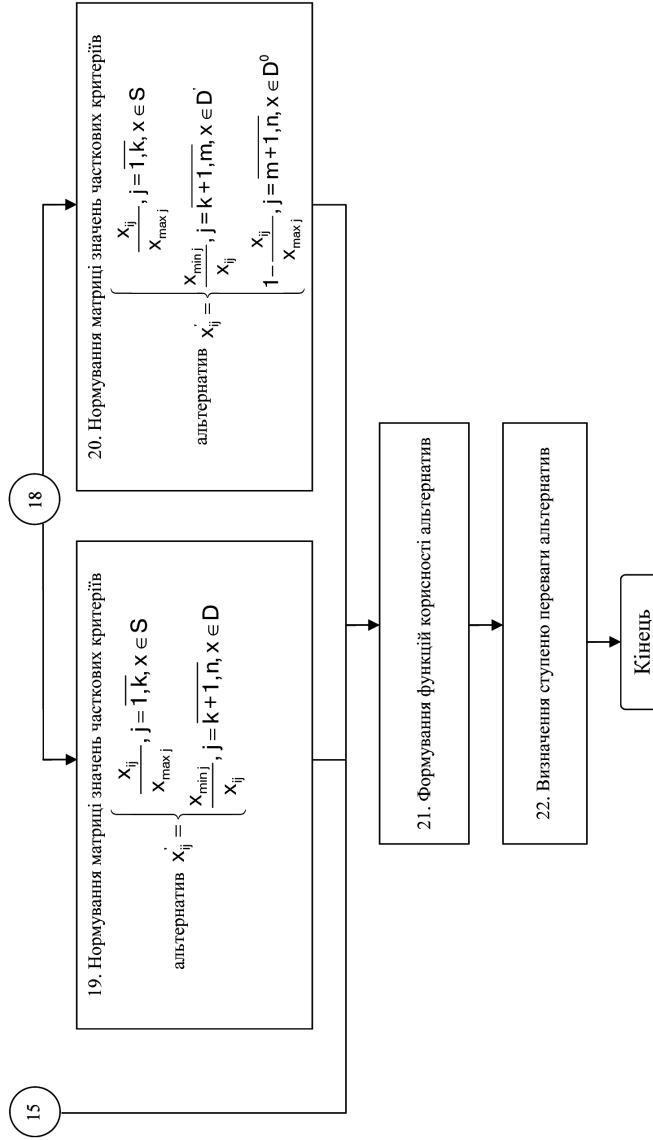 15
18
19. Нормування матриці значень часткових критеріїв
альтернатив x'ij = { xij / xmax j, j = 1,k, x ∈ S
xmin j / xij, j = k+1,n, x ∈ D
20. Нормування матриці значень часткових критеріїв
xij / xmax j, j = 1,k, x ∈ S
альтернатив x'ij = { xmin j / xij, j = k+1,m, x ∈ D'
1 − xij / xmax j, j = m+1,n, x ∈ D⁰
21. Формування функцій корисності альтернатив
22. Визначення ступеню переваги альтернатив
Кінець